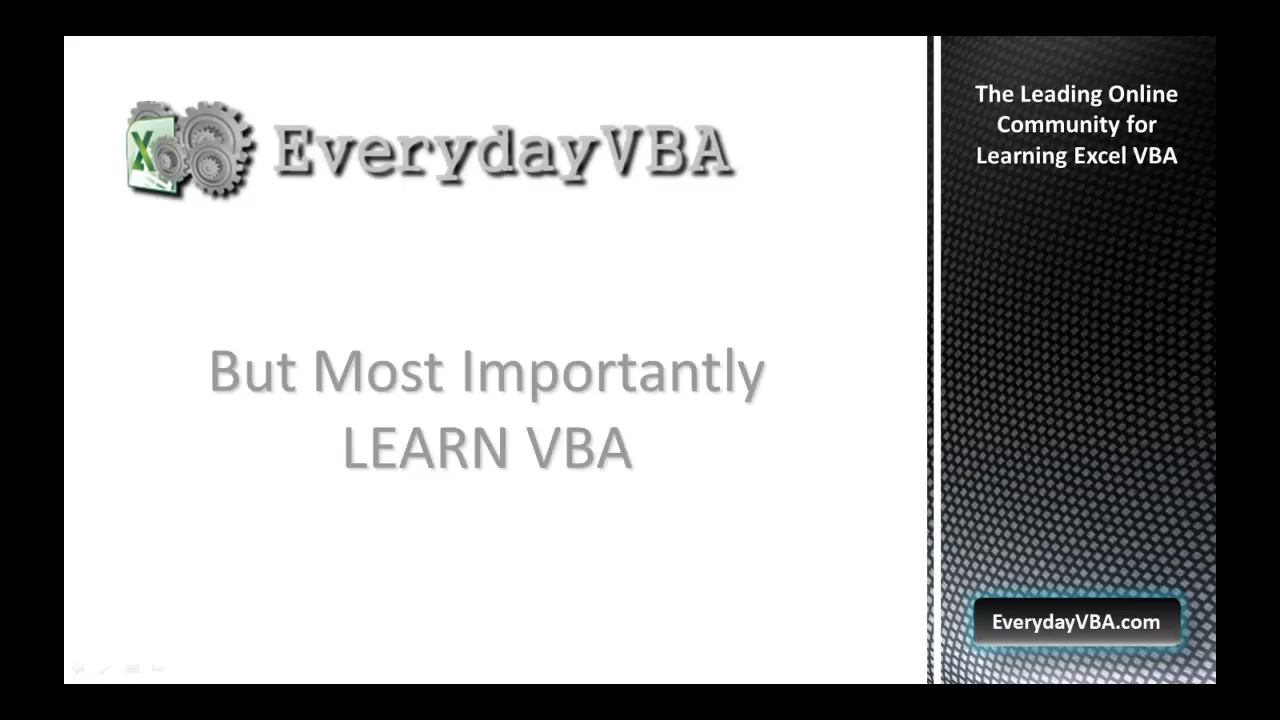 EverydayVBA
But Most Importantly
LEARN VBA
The Leading Online
Community for
Learning Excel VBA
EverydayVBA.com